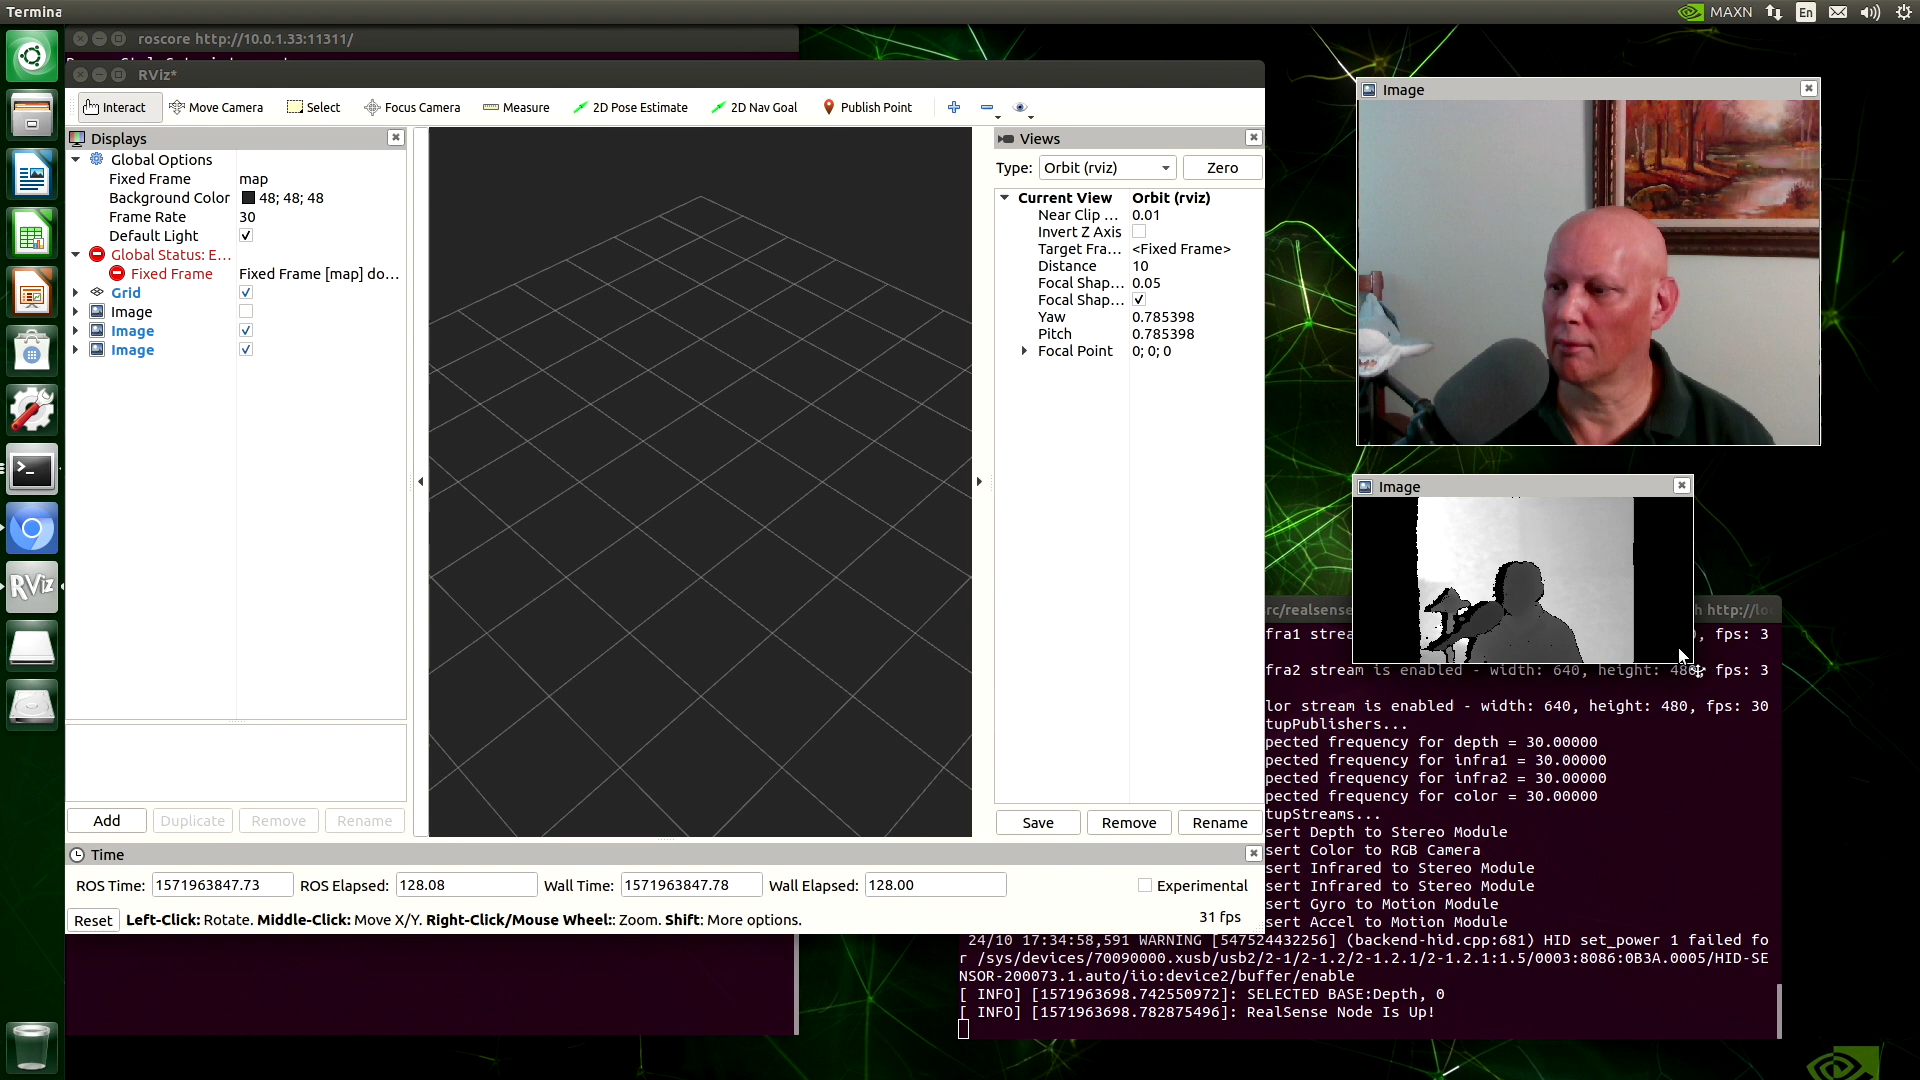 Termina
MAXN
En
roscore http://10.0.1.33:11311/
RViz*
Interact
Move Camera
Select
Focus Camera
Measure
2D Pose Estimate
2D Nav Goal
Publish Point
Displays
Global Options
Fixed Frame map
Background Color 48; 48; 48
Frame Rate 30
Default Light
Global Status: E...
Fixed Frame Fixed Frame [map] do...
Grid
Image
Image
Image
Add
Duplicate
Remove
Rename
Views
Type: Orbit (rviz) Zero
Current View Orbit (rviz)
Near Clip ... 0.01
Invert Z Axis
Target Fra... <Fixed Frame>
Distance 10
Focal Shap... 0.05
Focal Shap...
Yaw 0.785398
Pitch 0.785398
Focal Point 0; 0; 0
Save
Remove
Rename
Time
ROS Time: 1571963847.73 ROS Elapsed: 128.08 Wall Time: 1571963847.78 Wall Elapsed: 128.00 Experimental
Reset Left-Click: Rotate. Middle-Click: Move X/Y. Right-Click/Mouse Wheel:: Zoom. Shift: More options. 31 fps
Image
Image
RViz
rc/realsense
h http://lo
fra1 strea
, fps: 3
fra2 stream is enabled - width: 640, height: 480, fps: 3
lor stream is enabled - width: 640, height: 480, fps: 30
tupPublishers...
pected frequency for depth = 30.00000
pected frequency for infra1 = 30.00000
pected frequency for infra2 = 30.00000
pected frequency for color = 30.00000
tupStreams...
sert Depth to Stereo Module
sert Color to RGB Camera
sert Infrared to Stereo Module
sert Infrared to Stereo Module
sert Gyro to Motion Module
sert Accel to Motion Module
24/10 17:34:58,591 WARNING [547524432256] (backend-hid.cpp:681) HID set_power 1 failed fo
r /sys/devices/70090000.xusb/usb2/2-1/2-1.2/2-1.2.1/2-1.2.1:1.5/0003:8086:0B3A.0005/HID-SE
NSOR-200073.1.auto/iio:device2/buffer/enable
[ INFO] [1571963698.742550972]: SELECTED BASE:Depth, 0
[ INFO] [1571963698.782875496]: RealSense Node Is Up!